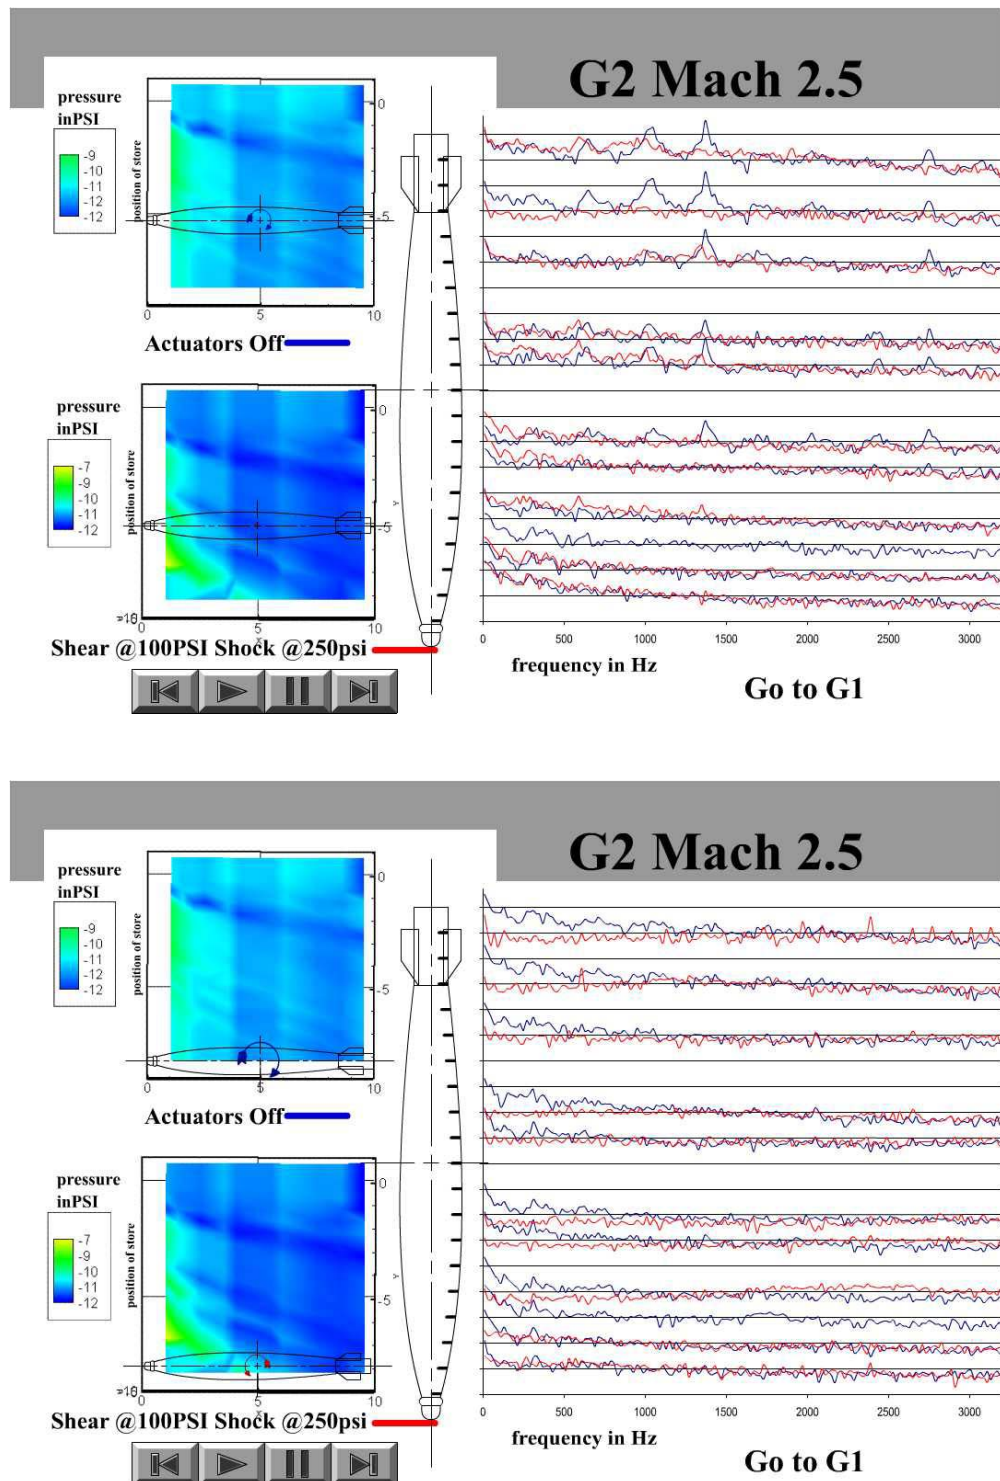 G2 Mach 2.5
pressure
inPSI
-9
-10
-11
-12
position of store
0
-5
0
5
10
Actuators Off
pressure
inPSI
-7
-9
-10
-11
-12
position of store
0
-5
0
5
10
X
Y
Shear @100PSI Shock @250psi
0
500
1000
1500
2000
2500
3000
frequency in Hz
Go to G1
G2 Mach 2.5
pressure
inPSI
-9
-10
-11
-12
position of store
0
-5
0
5
10
Actuators Off
pressure
inPSI
-7
-9
-10
-11
-12
position of store
0
-5
0
5
10
X
Y
Shear @100PSI Shock @250psi
0
500
1000
1500
2000
2500
3000
frequency in Hz
Go to G1